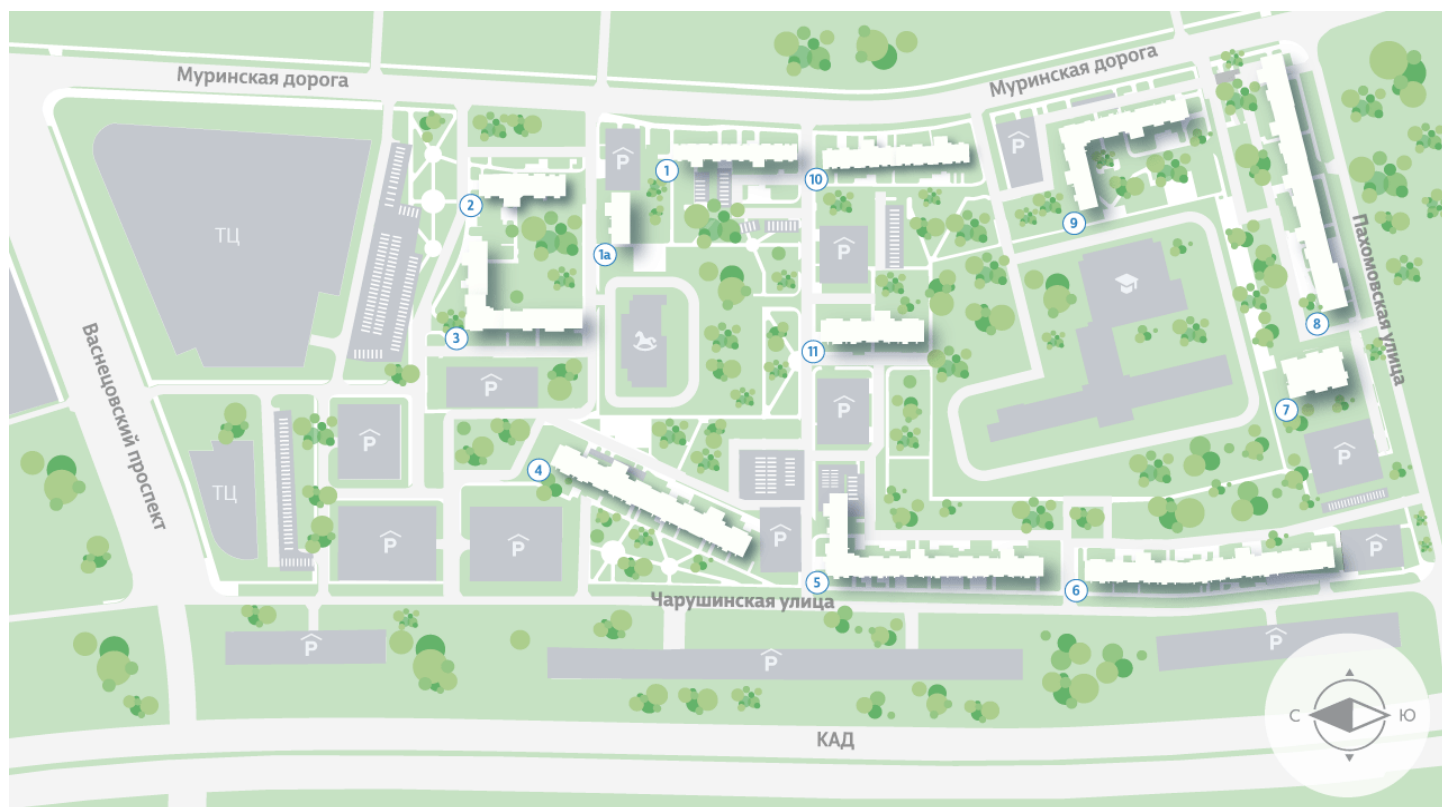 Муринская дорога
Муринская дорога
P
P
1
10
2
9
ТЦ
1а
P
Пахомовская улица
3
11
8
Васнецовский проспект
P
P
7
P
4
P
ТЦ
P
P
P
P
5
6
Чарушинская улица
P
P
P
С
Ю
КАД